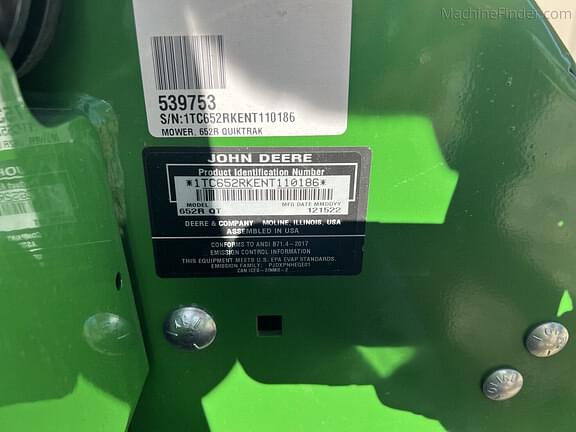 MachineFinder.com
539753
S/N:1TC652RKENT110186
MOWER, 652R QUIKTRAK
JOHN DEERE
Product Identification Number
*1TC652RKENT110186*
MODEL MFG DATE MMDDYY
652R QT 121522
DEERE & COMPANY MOLINE, ILLINOIS, USA
ASSEMBLED IN USA
CONFORMS TO ANSI B71.4-2017
EMISSION CONTROL INFORMATION
THIS EQUIPMENT MEETS U.S. EPA EVAP STANDARDS.
EMISSION FAMILY: